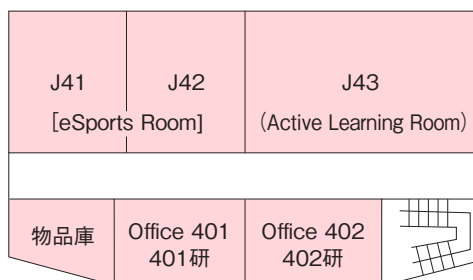 J41 J42 J43
[eSports Room] (Active Learning Room)
物品庫 Office 401 Office 402
401研 402研